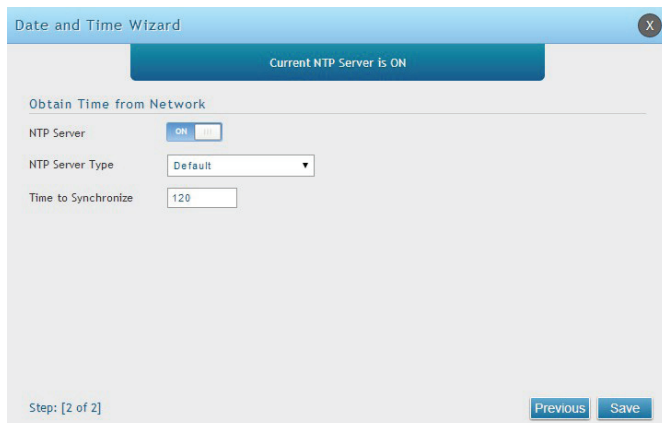 Date and Time Wizard X
Current NTP Server is ON
Obtain Time from Network
NTP Server ON
NTP Server Type Default
Time to Synchronize 120
Step: [2 of 2] Previous Save